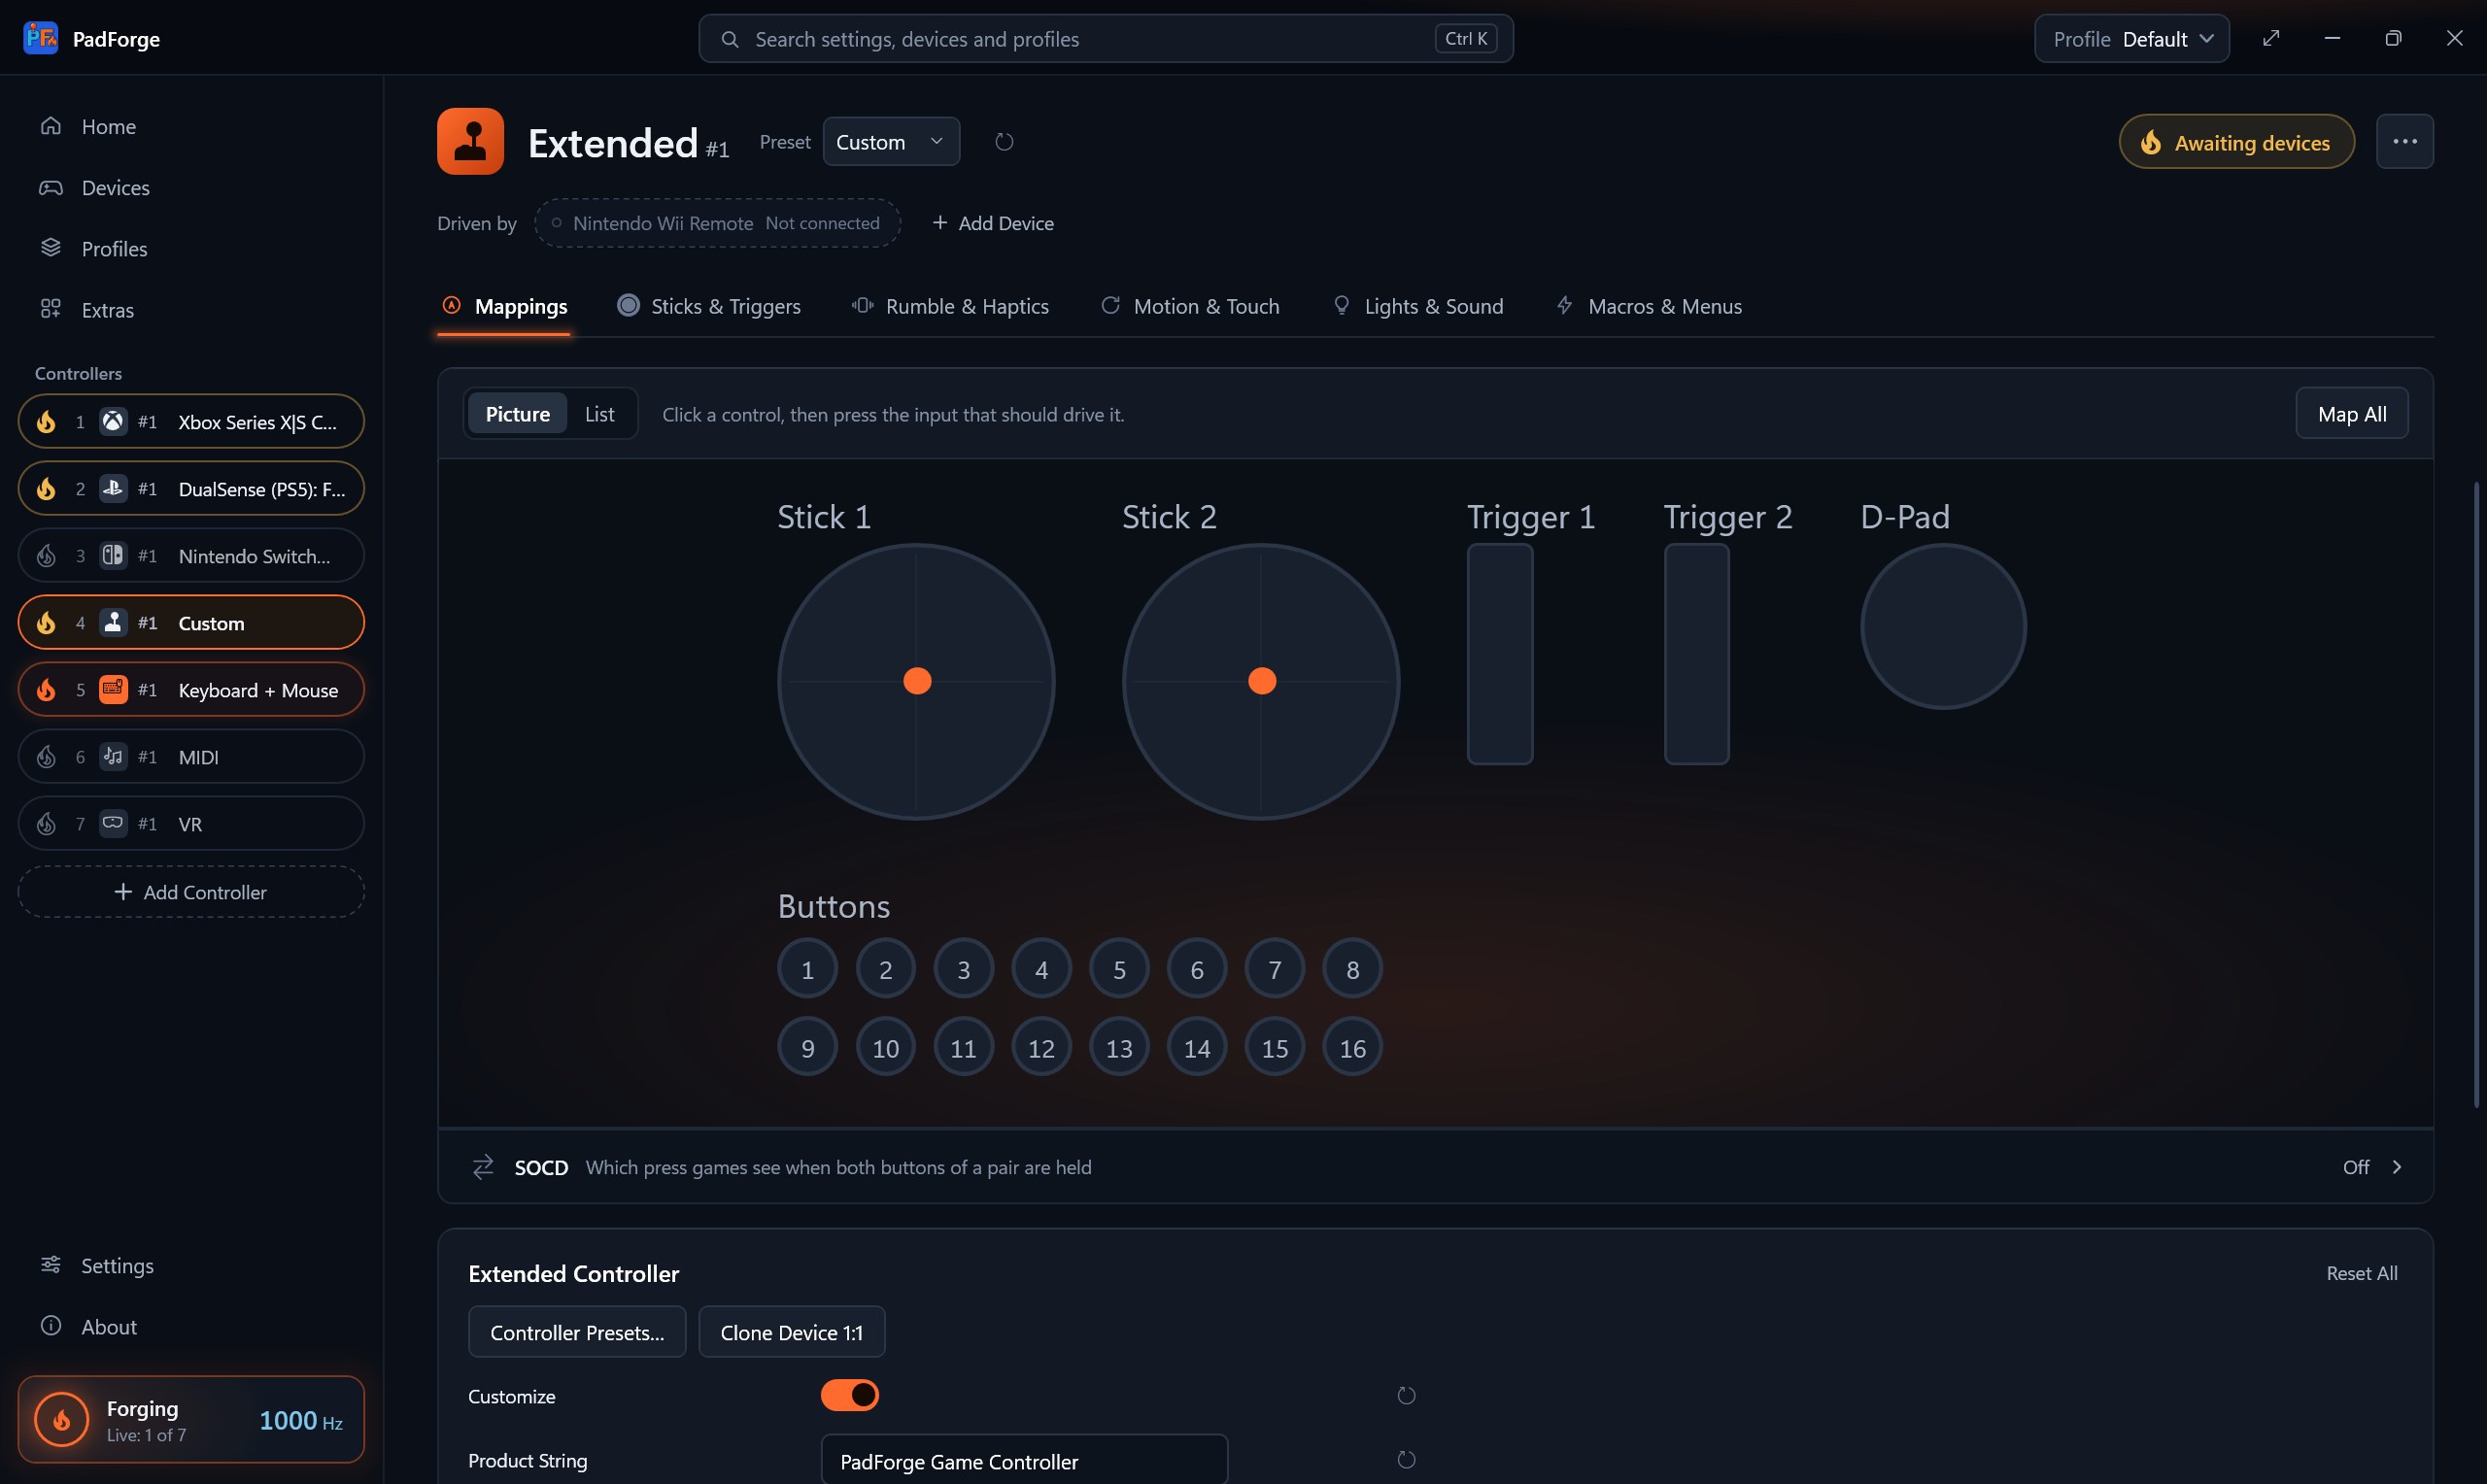 PadForge
Search settings, devices and profiles
Ctrl K
Profile Default
Home
Devices
Profiles
Extras
Controllers
1 #1 Xbox Series X|S C...
2 #1 DualSense (PS5): F...
3 #1 Nintendo Switch...
4 #1 Custom
5 #1 Keyboard + Mouse
6 #1 MIDI
7 #1 VR
+ Add Controller
Settings
About
Forging
Live: 1 of 7
1000 Hz
Extended #1
Preset
Custom
Awaiting devices
Driven by
Nintendo Wii Remote Not connected
+ Add Device
Mappings
Sticks & Triggers
Rumble & Haptics
Motion & Touch
Lights & Sound
Macros & Menus
Picture
List
Click a control, then press the input that should drive it.
Map All
Stick 1
Stick 2
Trigger 1
Trigger 2
D-Pad
Buttons
1 2 3 4 5 6 7 8
9 10 11 12 13 14 15 16
SOCD Which press games see when both buttons of a pair are held
Off
Extended Controller
Reset All
Controller Presets...
Clone Device 1:1
Customize
Product String
PadForge Game Controller